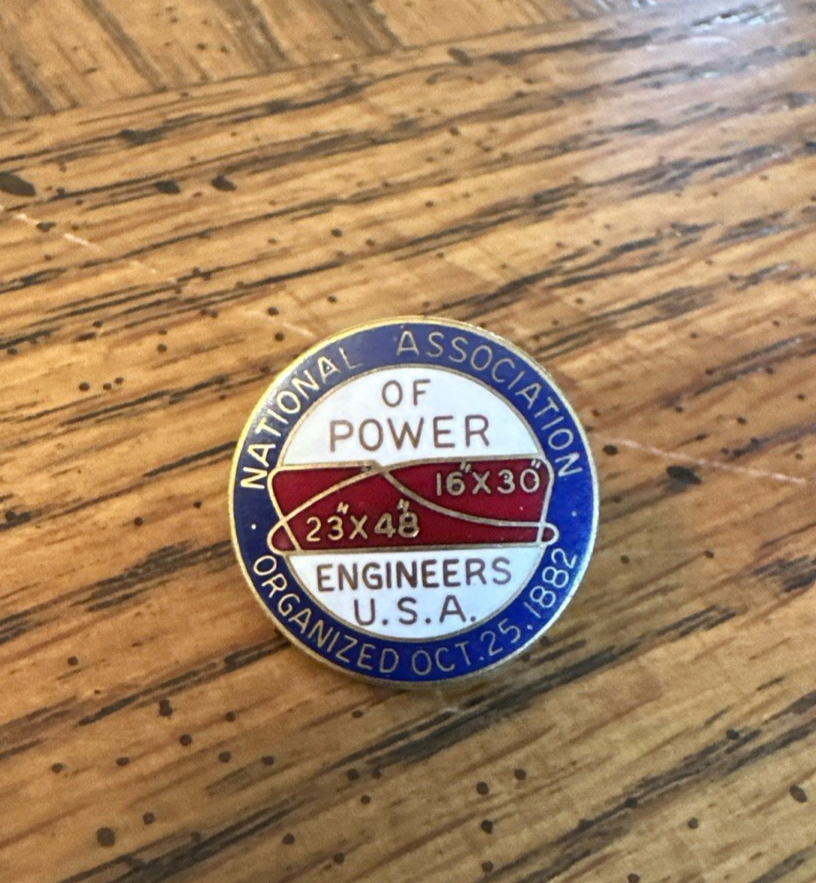 NATIONAL ASSOCIATION
OF
POWER
16"X30"
23"X48"
ENGINEERS
U.S.A.
ORGANIZED OCT.25.1882